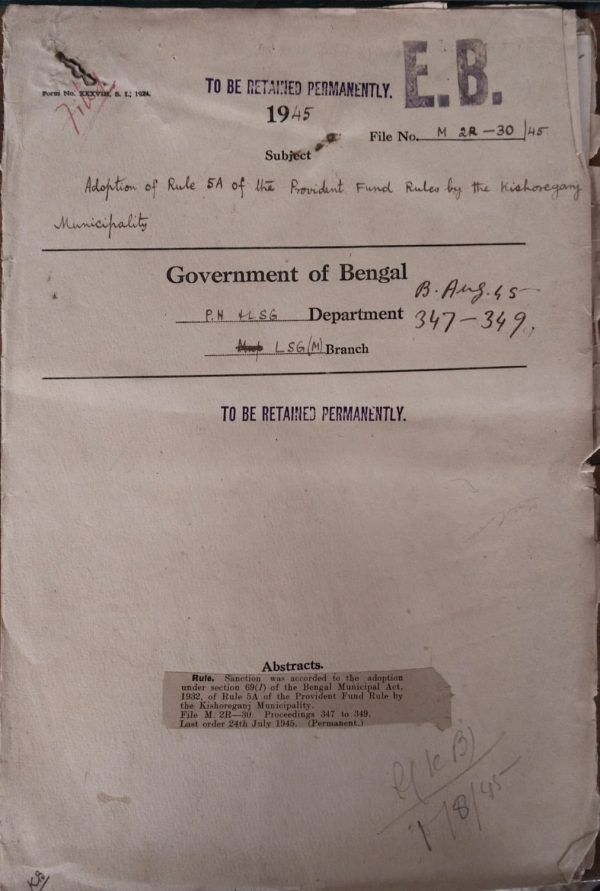 E.B.
TO BE RETAINED PERMANENTLY.
Form No. XXXVIII, S. I., 1924.
1945
File No. M 2R-30/45
Subject
Adoption of Rule 5A of the Provident Fund Rules by the Kishoreganj
Municipality
Government of Bengal
B. Aug. 45
P.H & LSG Department
347-349.
LSG(M) Branch
TO BE RETAINED PERMANENTLY.
Abstracts.
Rule. Sanction was accorded to the adoption
under section 69(1) of the Bengal Municipal Act,
1932, of Rule 5A of the Provident Fund Rule by
the Kishoreganj Municipality.
File M. 2R—30. Proceedings 347 to 349.
Last order 24th July 1945. (Permanent.)